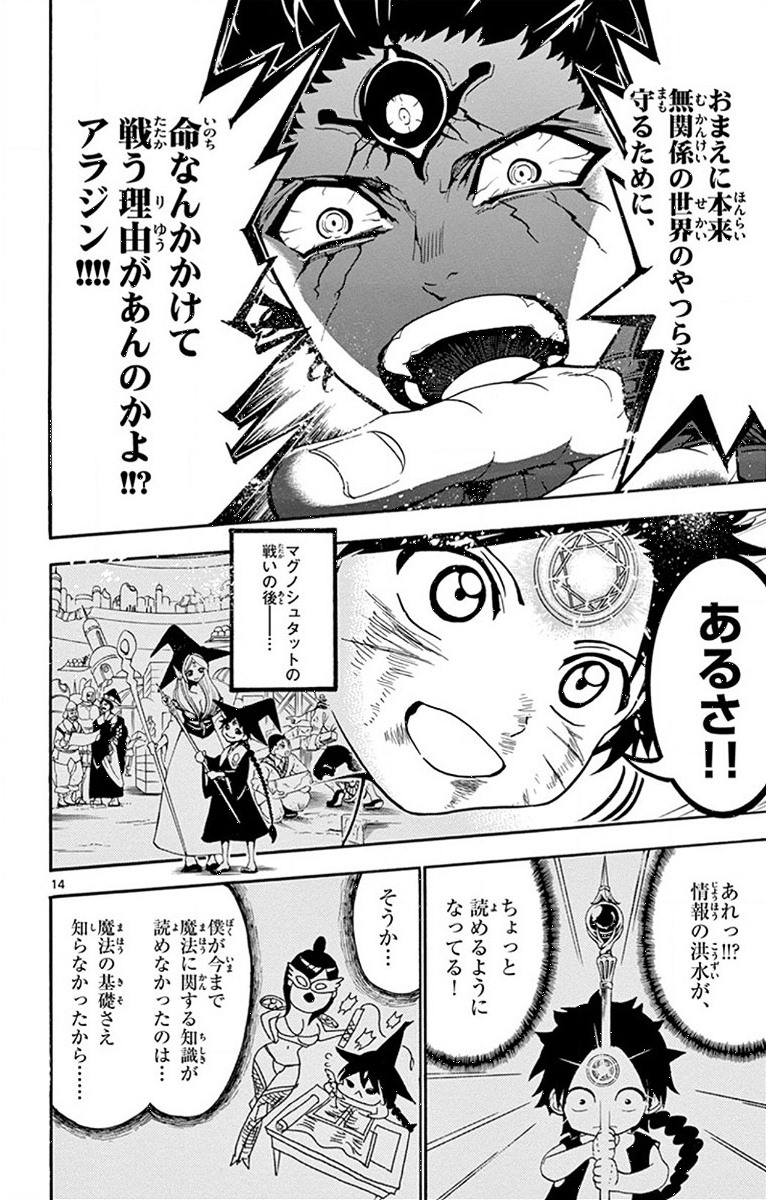 おまえに本来
無関係の世界のやつらを
守るために、
命なんかかけて
戦う理由があんのかよ!!?
アラジン!!!!
あるさ!!
マグノシュタットの
戦いの後――…
あれっ!!?
情報の洪水が、
ちょっと
読めるように
なってる!
そうか…
僕が今まで
魔法に関する知識が
読めなかったのは…
魔法の基礎さえ
知らなかったから……
14